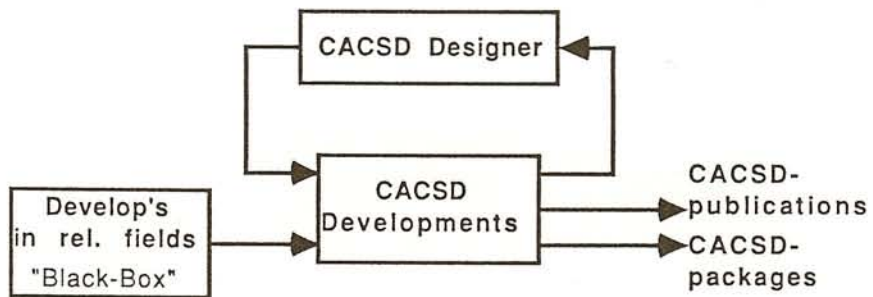 CACSD Designer
CACSD
Developments
Develop's
in rel. fields
"Black-Box"
CACSD-
publications
CACSD-
packages